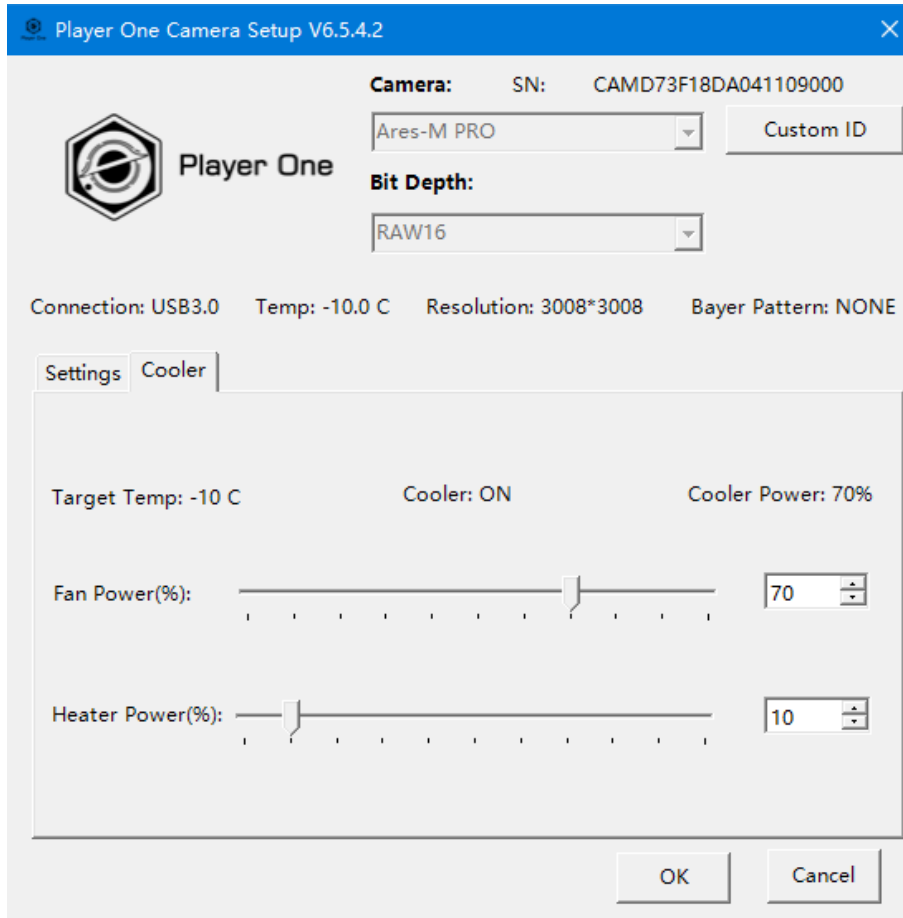 Player One Camera Setup V6.5.4.2
Camera: SN: CAMD73F18DA041109000
Ares-M PRO
Custom ID
Player One
Bit Depth:
RAW16
Connection: USB3.0 Temp: -10.0 C Resolution: 3008*3008 Bayer Pattern: NONE
Settings Cooler
Target Temp: -10 C Cooler: ON Cooler Power: 70%
Fan Power(%): 70
Heater Power(%): 10
OK Cancel